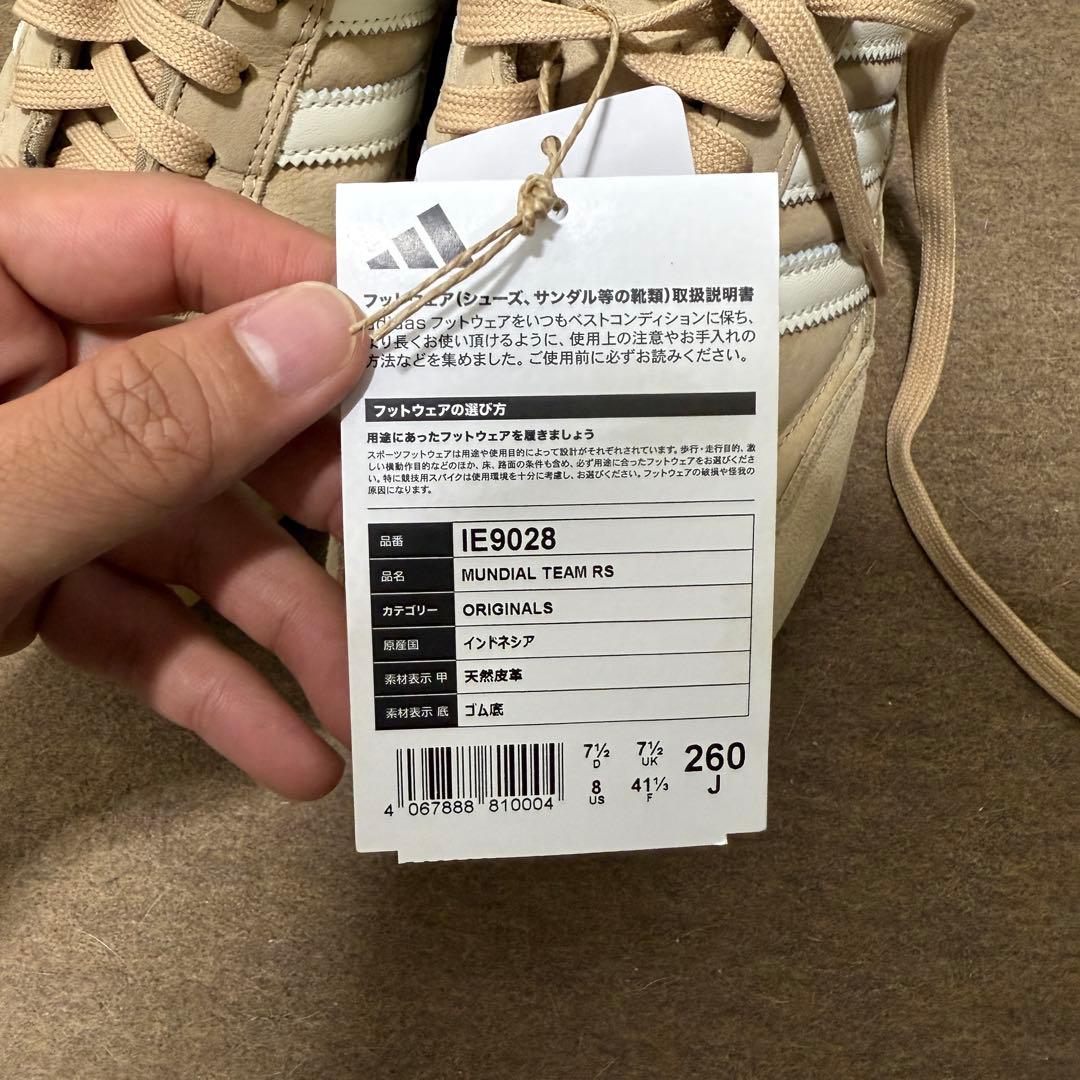 フットウェア(シューズ、サンダル等の靴類)取扱説明書
adidas フットウェアをいつもベストコンディションに保ち、
より長くお使い頂けるように、使用上の注意やお手入れの
方法などを集めました。ご使用前に必ずお読みください。
フットウェアの選び方
用途にあったフットウェアを履きましょう
スポーツフットウェアは用途や使用目的によって設計がそれぞれされています。歩行・走行目的、激
しい横動作目的などのほか、床、路面の条件も含め、必ず用途に合ったフットウェアをお選びくださ
い。特に競技用スパイクは使用環境を十分に考慮し、お選びください。フットウェアの破損や怪我の
原因になります。
品番 IE9028
品名 MUNDIAL TEAM RS
カテゴリー ORIGINALS
原産国 インドネシア
素材表示 甲 天然皮革
素材表示 底 ゴム底
7½ D 7½ UK 260 J
8 US 41⅓ F
4 067888 810004